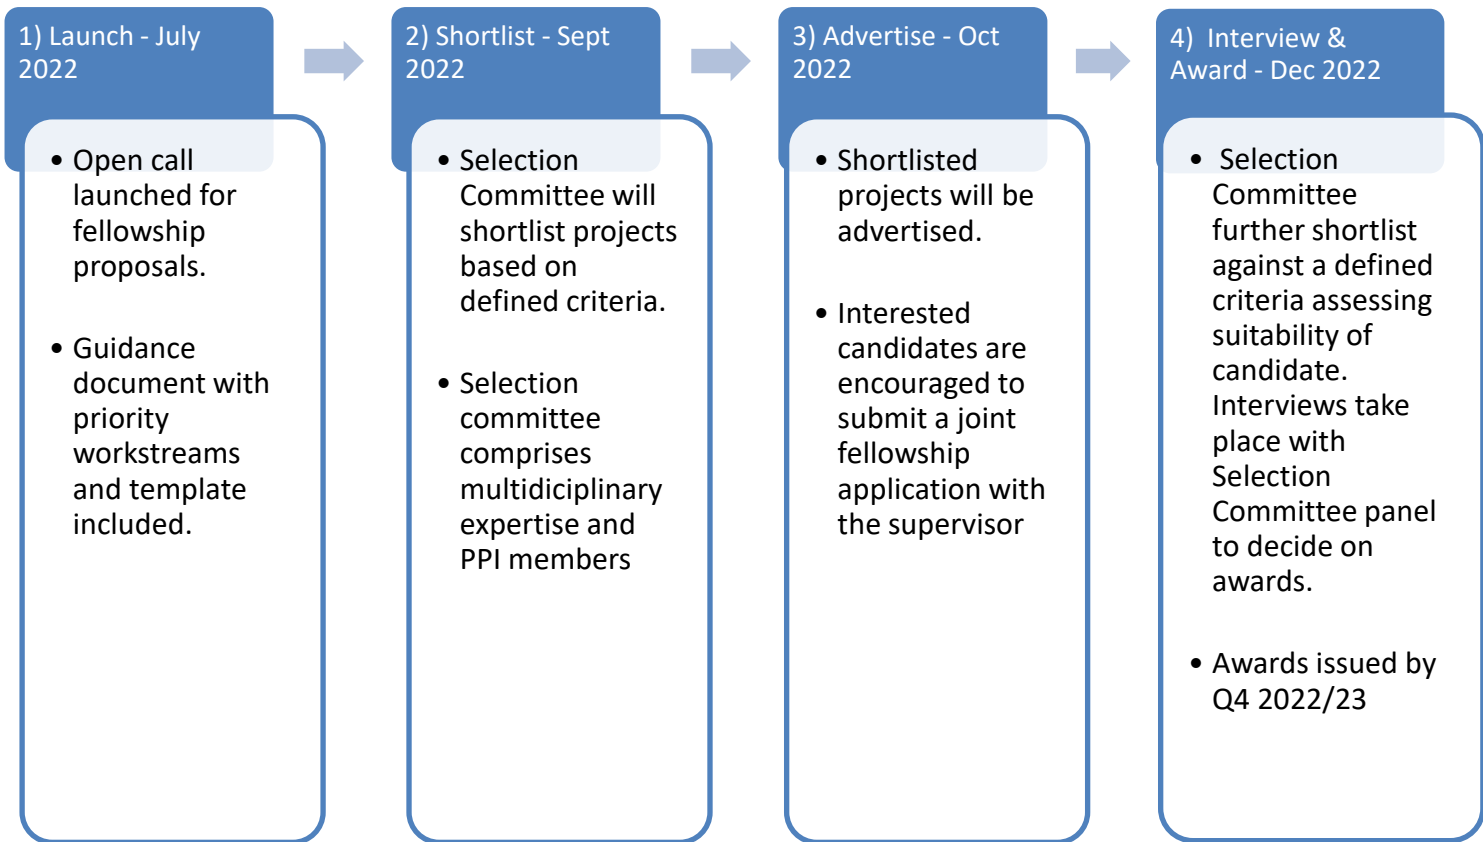 1) Launch - July
2022
• Open call
launched for
fellowship
proposals.
• Guidance
document with
priority
workstreams
and template
included.
2) Shortlist - Sept
2022
• Selection
Committee will
shortlist projects
based on
defined criteria.
• Selection
committee
comprises
multidiciplinary
expertise and
PPI members
3) Advertise - Oct
2022
• Shortlisted
projects will be
advertised.
• Interested
candidates are
encouraged to
submit a joint
fellowship
application with
the supervisor
4) Interview &
Award - Dec 2022
• Selection
Committee
further shortlist
against a defined
criteria assessing
suitability of
candidate.
Interviews take
place with
Selection
Committee panel
to decide on
awards.
• Awards issued by
Q4 2022/23